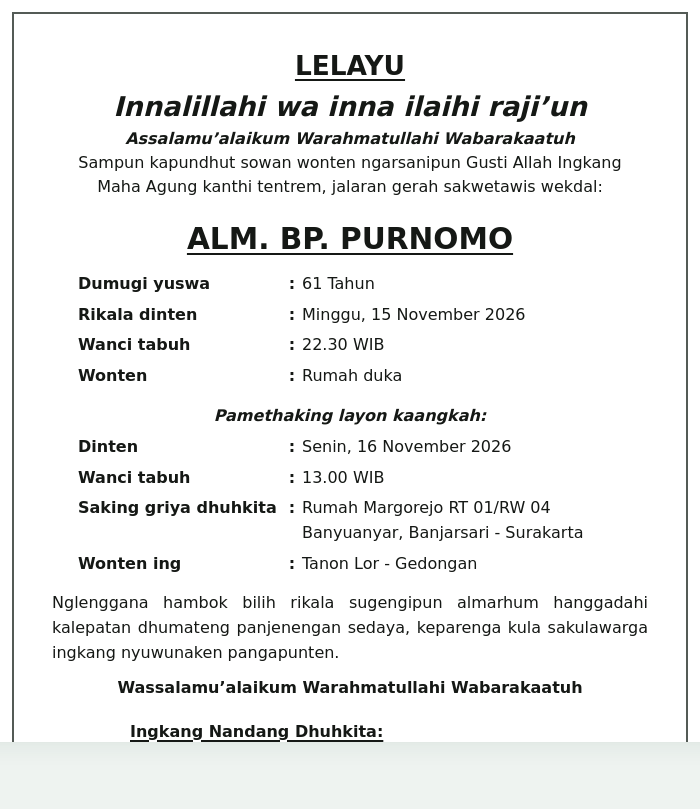 LELAYU
Innalillahi wa inna ilaihi raji’un
Assalamu’alaikum Warahmatullahi Wabarakaatuh
Sampun kapundhut sowan wonten ngarsanipun Gusti Allah Ingkang
Maha Agung kanthi tentrem, jalaran gerah sakwetawis wekdal:
ALM. BP. PURNOMO
Dumugi yuswa : 61 Tahun
Rikala dinten : Minggu, 15 November 2026
Wanci tabuh : 22.30 WIB
Wonten : Rumah duka
Pamethaking layon kaangkah:
Dinten : Senin, 16 November 2026
Wanci tabuh : 13.00 WIB
Saking griya dhuhkita : Rumah Margorejo RT 01/RW 04
Banyuanyar, Banjarsari - Surakarta
Wonten ing : Tanon Lor - Gedongan
Nglenggana hambok bilih rikala sugengipun almarhum hanggadahi
kalepatan dhumateng panjenengan sedaya, keparenga kula sakulawarga
ingkang nyuwunaken pangapunten.
Wassalamu’alaikum Warahmatullahi Wabarakaatuh
Ingkang Nandang Dhuhkita: